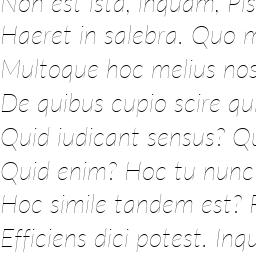 Non est ista, inquam, Pis
Haeret in salebra. Quo m
Multoque hoc melius nos
De quibus cupio scire qu
Quid iudicant sensus? Qu
Quid enim? Hoc tu nunc
Hoc simile tandem est?
Efficiens dici potest. Inqu